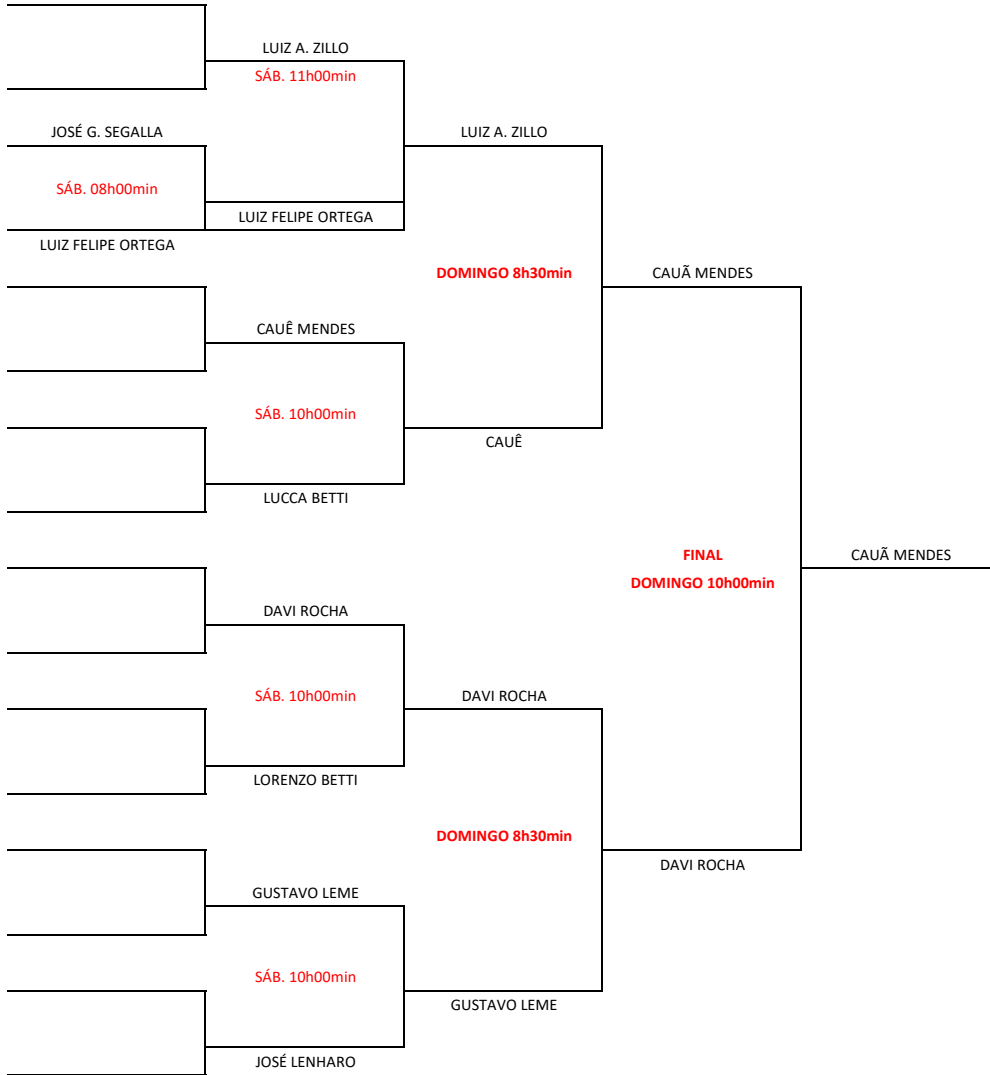 LUIZ A. ZILLO
SÁB. 11h00min
JOSÉ G. SEGALLA
LUIZ A. ZILLO
SÁB. 08h00min
LUIZ FELIPE ORTEGA
LUIZ FELIPE ORTEGA
DOMINGO 8h30min
CAUÃ MENDES
CAUÊ MENDES
SÁB. 10h00min
CAUÊ
LUCCA BETTI
FINAL
CAUÃ MENDES
DOMINGO 10h00min
DAVI ROCHA
SÁB. 10h00min
DAVI ROCHA
LORENZO BETTI
DOMINGO 8h30min
DAVI ROCHA
GUSTAVO LEME
SÁB. 10h00min
GUSTAVO LEME
JOSÉ LENHARO